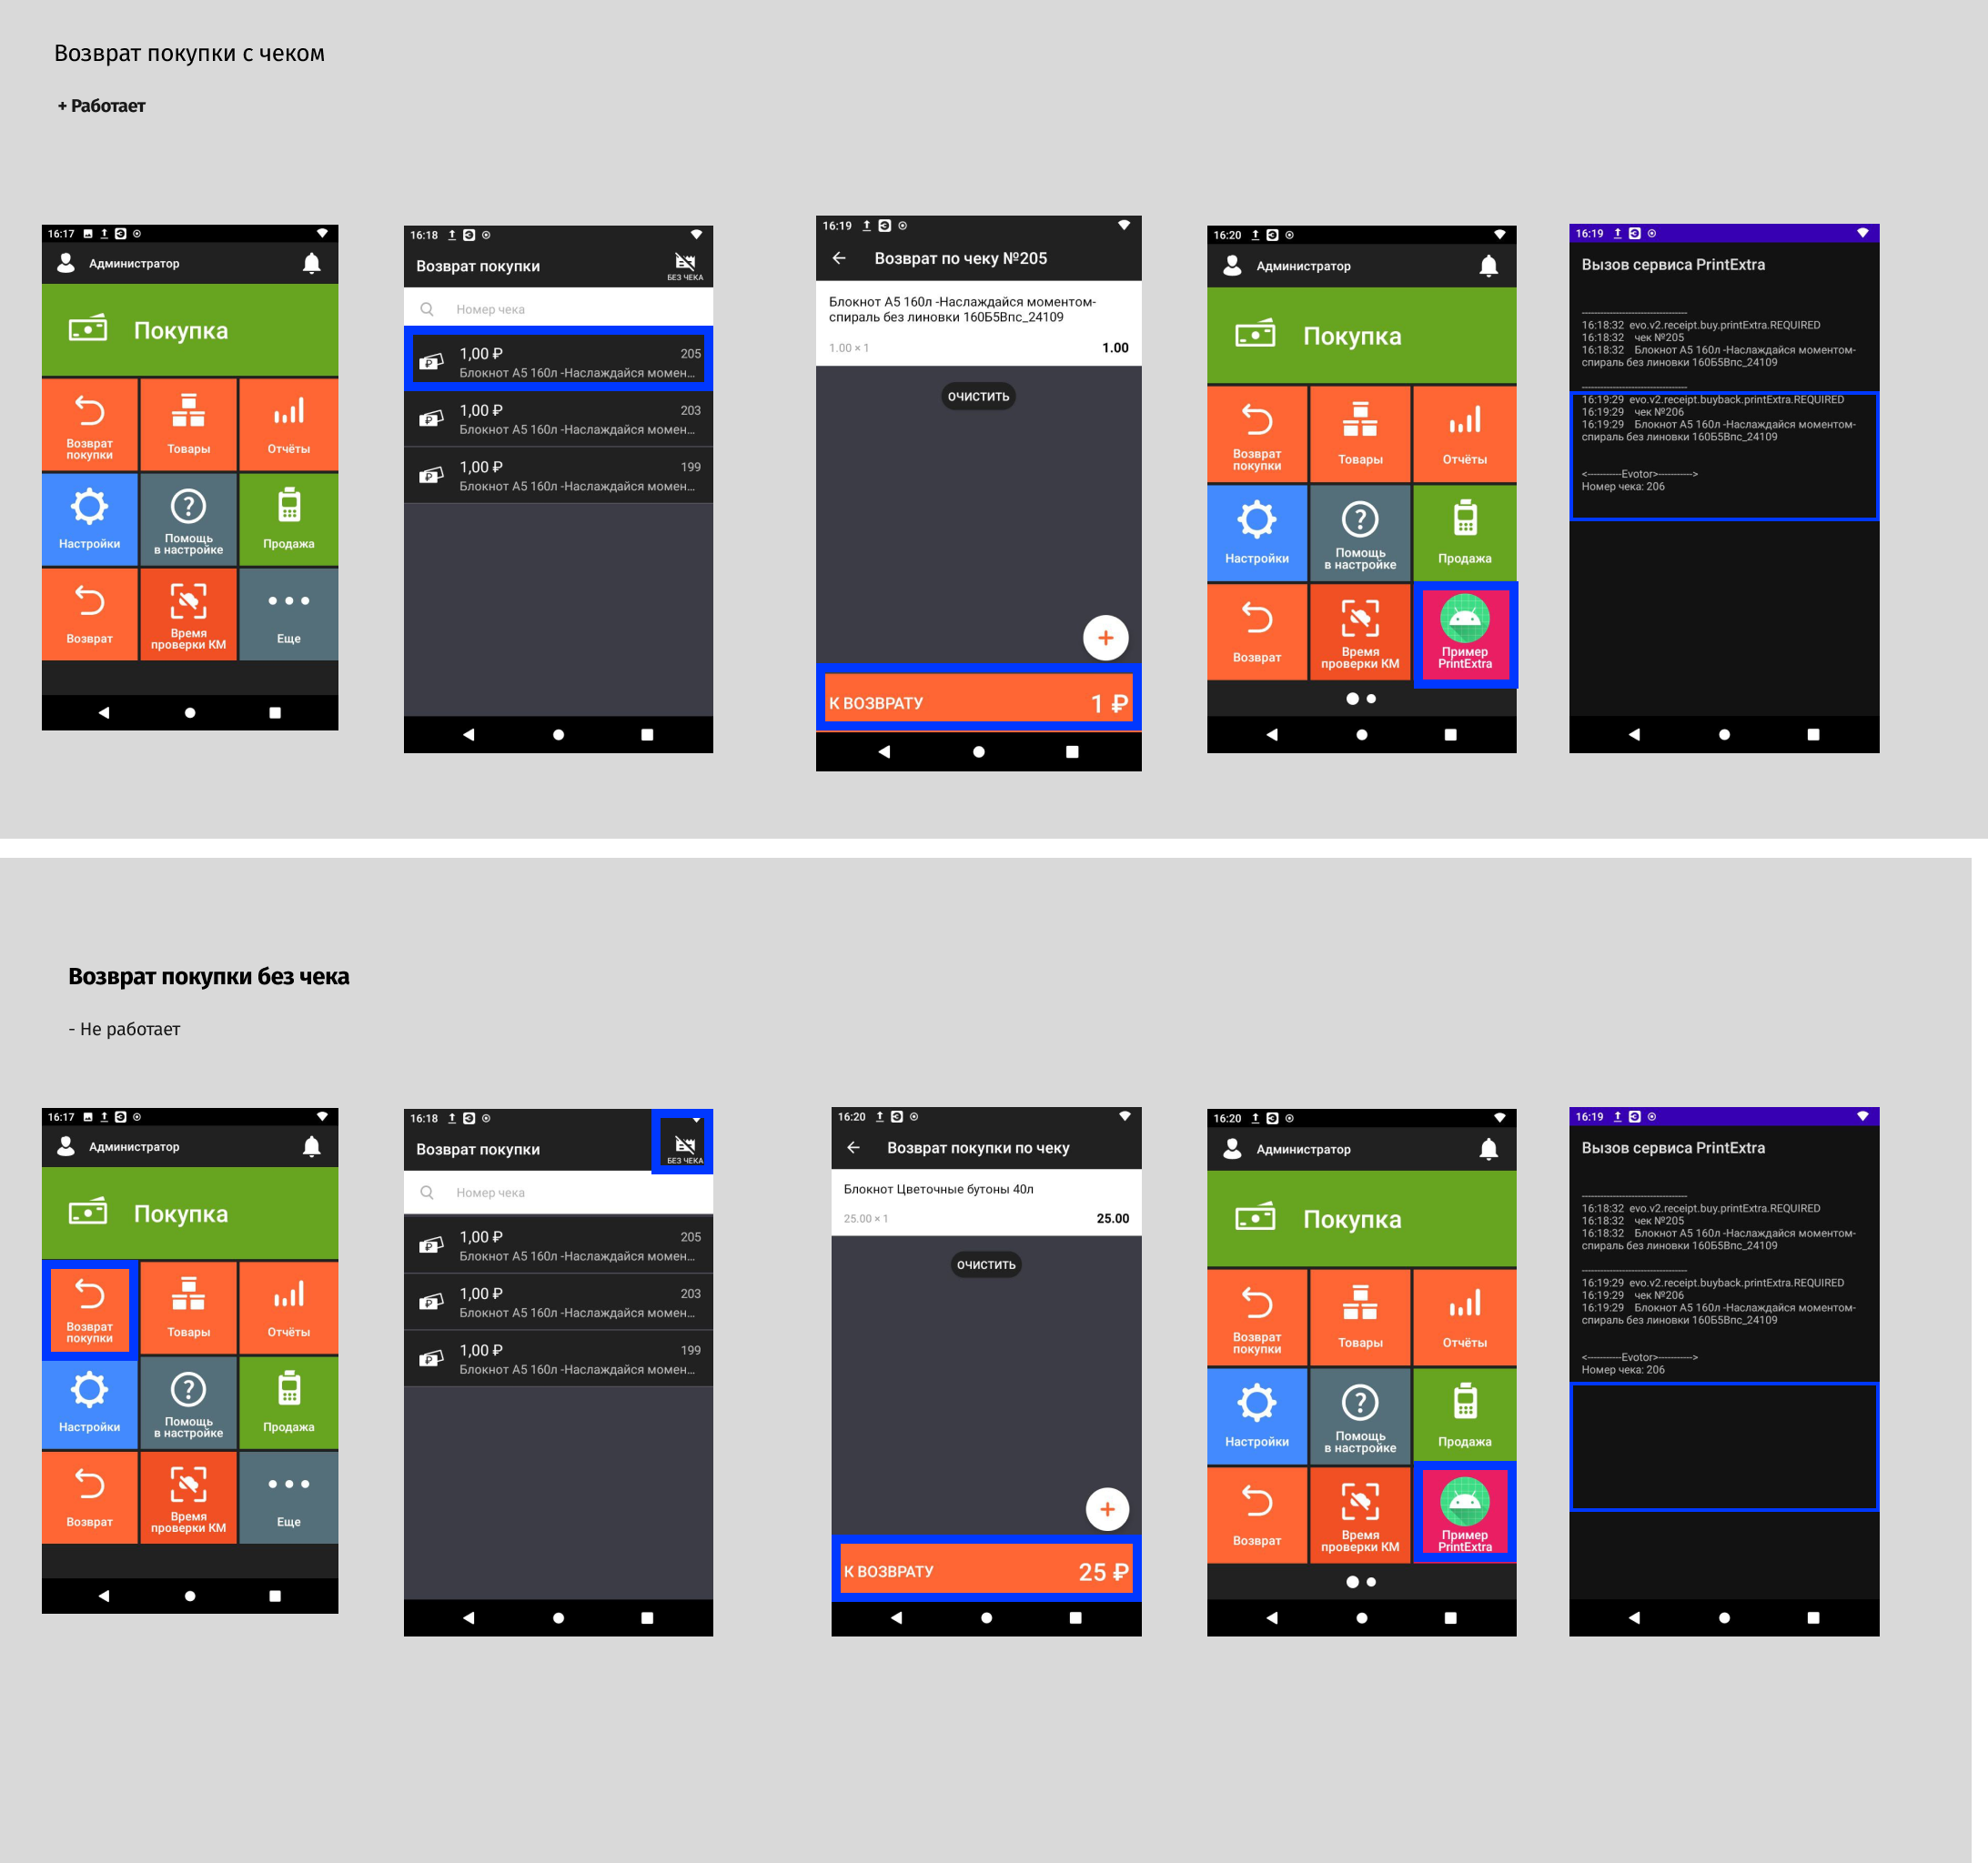 Возврат покупки с чеком
+ Работает
16:17
Администратор
Покупка
Возврат
покупки
Товары
Отчёты
Настройки
Помощь
в настройке
Продажа
Возврат
Время
проверки КМ
Еще
16:18
Возврат покупки
БЕЗ ЧЕКА
Номер чека
1,00 ₽ 205
Блокнот А5 160л -Наслаждайся момен...
1,00 ₽ 203
Блокнот А5 160л -Наслаждайся момен...
1,00 ₽ 199
Блокнот А5 160л -Наслаждайся момен...
16:19
Возврат по чеку №205
Блокнот А5 160л -Наслаждайся моментом-
спираль без линовки 160Б5Впс_24109
1.00 × 1 1.00
ОЧИСТИТЬ
+
К ВОЗВРАТУ 1 ₽
16:20
Администратор
Покупка
Возврат
покупки
Товары
Отчёты
Настройки
Помощь
в настройке
Продажа
Возврат
Время
проверки КМ
Пример
PrintExtra
16:19
Вызов сервиса PrintExtra
----------------------------------
16:18:32 evo.v2.receipt.buy.printExtra.REQUIRED
16:18:32 чек №205
16:18:32 Блокнот А5 160л -Наслаждайся моментом-
спираль без линовки 160Б5Впс_24109
----------------------------------
16:19:29 evo.v2.receipt.buyback.printExtra.REQUIRED
16:19:29 чек №206
16:19:29 Блокнот А5 160л -Наслаждайся моментом-
спираль без линовки 160Б5Впс_24109
<-----------Evotor>----------->
Номер чека: 206
Возврат покупки без чека
- Не работает
16:17
Администратор
Покупка
Возврат
покупки
Товары
Отчёты
Настройки
Помощь
в настройке
Продажа
Возврат
Время
проверки КМ
Еще
16:18
Возврат покупки
БЕЗ ЧЕКА
Номер чека
1,00 ₽ 205
Блокнот А5 160л -Наслаждайся момен...
1,00 ₽ 203
Блокнот А5 160л -Наслаждайся момен...
1,00 ₽ 199
Блокнот А5 160л -Наслаждайся момен...
16:20
Возврат покупки по чеку
Блокнот Цветочные бутоны 40л
25.00 × 1 25.00
ОЧИСТИТЬ
+
К ВОЗВРАТУ 25 ₽
16:20
Администратор
Покупка
Возврат
покупки
Товары
Отчёты
Настройки
Помощь
в настройке
Продажа
Возврат
Время
проверки КМ
Пример
PrintExtra
16:19
Вызов сервиса PrintExtra
----------------------------------
16:18:32 evo.v2.receipt.buy.printExtra.REQUIRED
16:18:32 чек №205
16:18:32 Блокнот А5 160л -Наслаждайся моментом-
спираль без линовки 160Б5Впс_24109
----------------------------------
16:19:29 evo.v2.receipt.buyback.printExtra.REQUIRED
16:19:29 чек №206
16:19:29 Блокнот А5 160л -Наслаждайся моментом-
спираль без линовки 160Б5Впс_24109
<-----------Evotor>----------->
Номер чека: 206